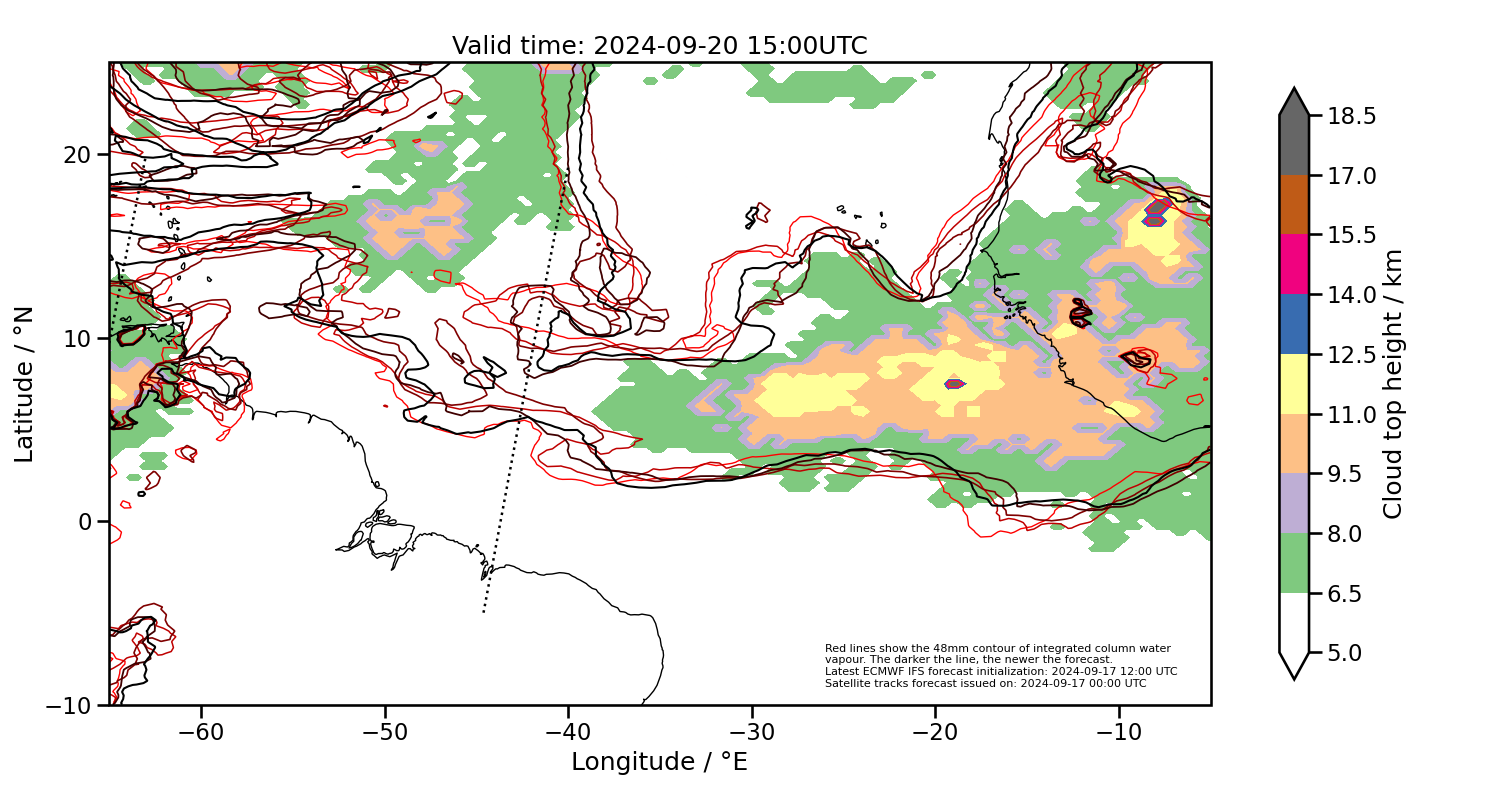 Valid time: 2024-09-20 15:00UTC
20
10
0
−10
Latitude / °N
−60
−50
−40
−30
−20
−10
Longitude / °E
Red lines show the 48mm contour of integrated column water
vapour. The darker the line, the newer the forecast.
Latest ECMWF IFS forecast initialization: 2024-09-17 12:00 UTC
Satellite tracks forecast issued on: 2024-09-17 00:00 UTC
18.5
17.0
15.5
14.0
12.5
11.0
9.5
8.0
6.5
5.0
Cloud top height / km